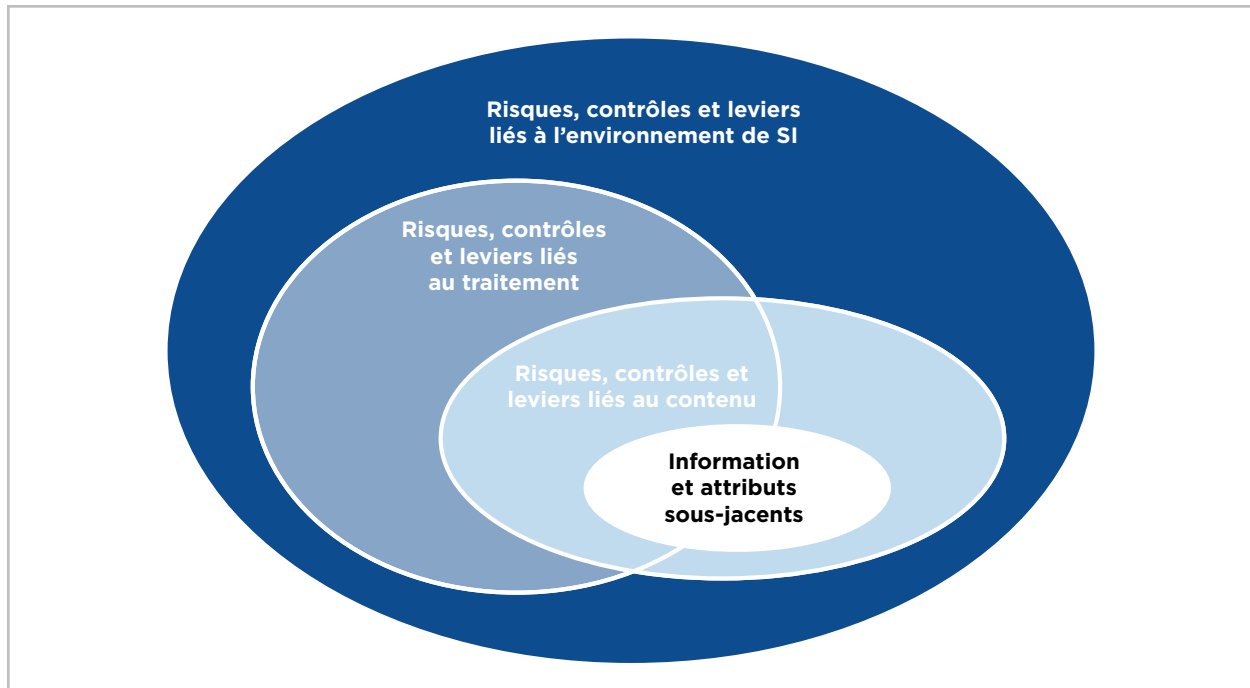 Risques, contrôles et leviers
liés à l’environnement de SI
Risques, contrôles
et leviers liés
au traitement
Risques, contrôles et
leviers liés au contenu
Information
et attributs
sous-jacents